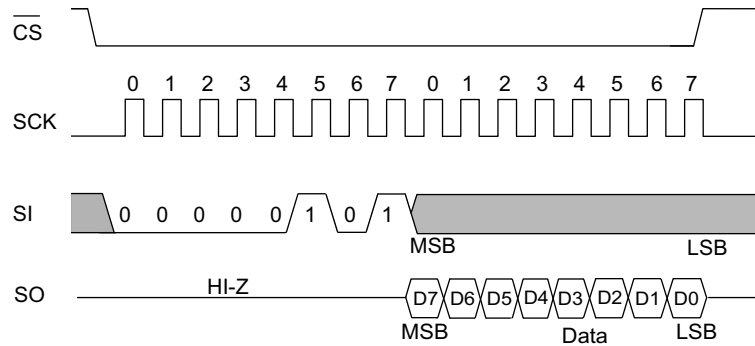 CS
0 1 2 3 4 5 6 7 0 1 2 3 4 5 6 7
SCK
SI 0 0 0 0 0 1 0 1
MSB LSB
HI-Z
SO D7 D6 D5 D4 D3 D2 D1 D0
MSB Data LSB